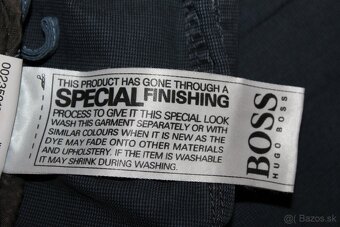 THIS PRODUCT HAS GONE THROUGH A
SPECIAL FINISHING
PROCESS TO GIVE IT THIS SPECIAL LOOK
WASH THIS GARMENT SEPARATELY OR WITH
SIMILAR COLOURS WHEN IT IS NEW AS THE
DYE MAY FADE ONTO OTHER MATERIALS
AND UPHOLSTERY. IF THE ITEM IS WASHABLE
IT MAY SHRINK DURING WASHING.
BOSS
HUGO BOSS
© bazos.sk